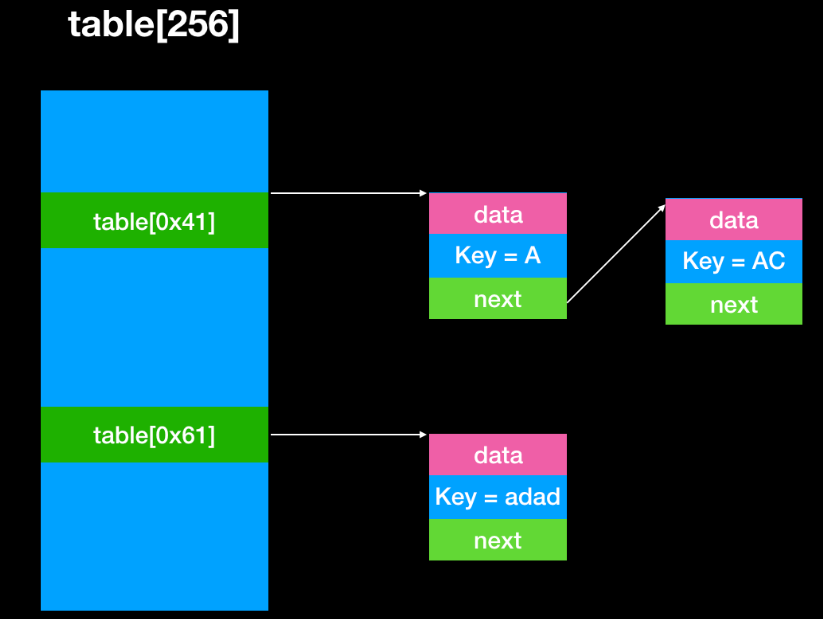 table[256]
table[0x41]
data
Key = A
next
data
Key = AC
next
table[0x61]
data
Key = adad
next